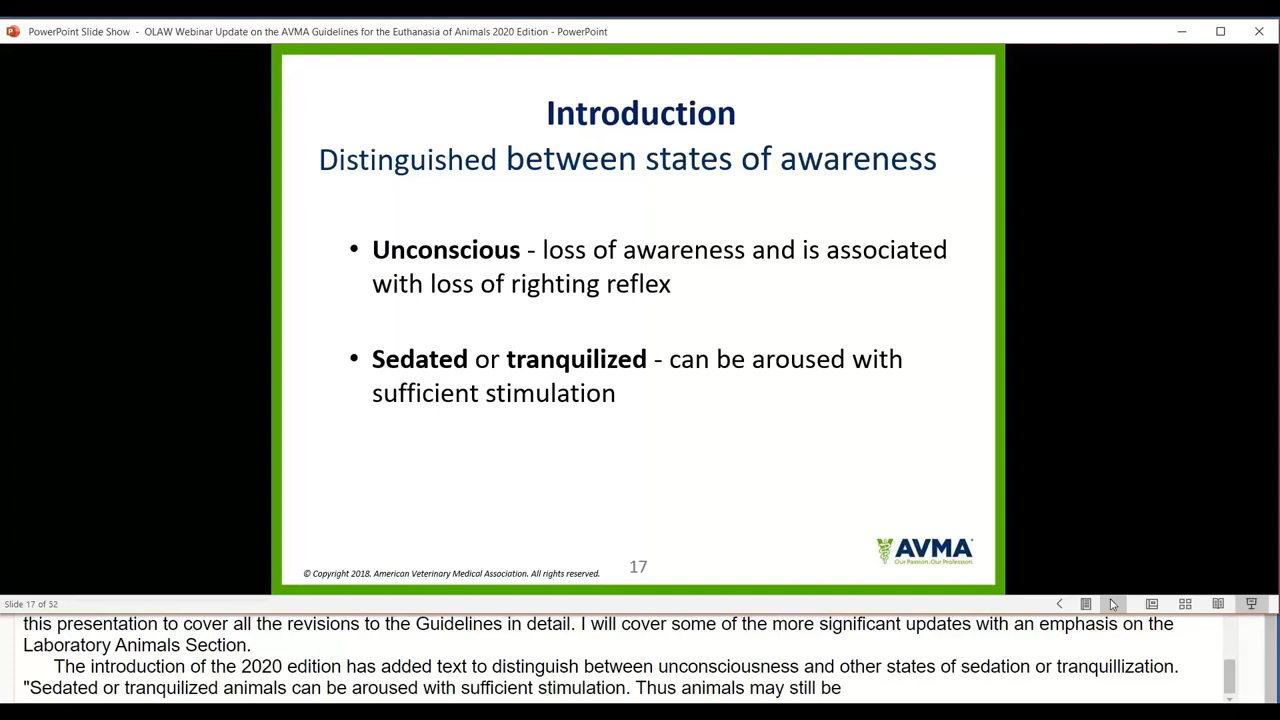 PowerPoint Slide Show - OLAW Webinar Update on the AVMA Guidelines for the Euthanasia of Animals 2020 Edition - PowerPoint
Introduction
Distinguished between states of awareness
• Unconscious - loss of awareness and is associated
with loss of righting reflex
• Sedated or tranquilized - can be aroused with
sufficient stimulation
AVMA
Our Passion. Our Profession.
© Copyright 2018. American Veterinary Medical Association. All rights reserved.
17
Slide 17 of 52
this presentation to cover all the revisions to the Guidelines in detail. I will cover some of the more significant updates with an emphasis on the
Laboratory Animals Section.
The introduction of the 2020 edition has added text to distinguish between unconsciousness and other states of sedation or tranquillization.
"Sedated or tranquilized animals can be aroused with sufficient stimulation. Thus animals may still be